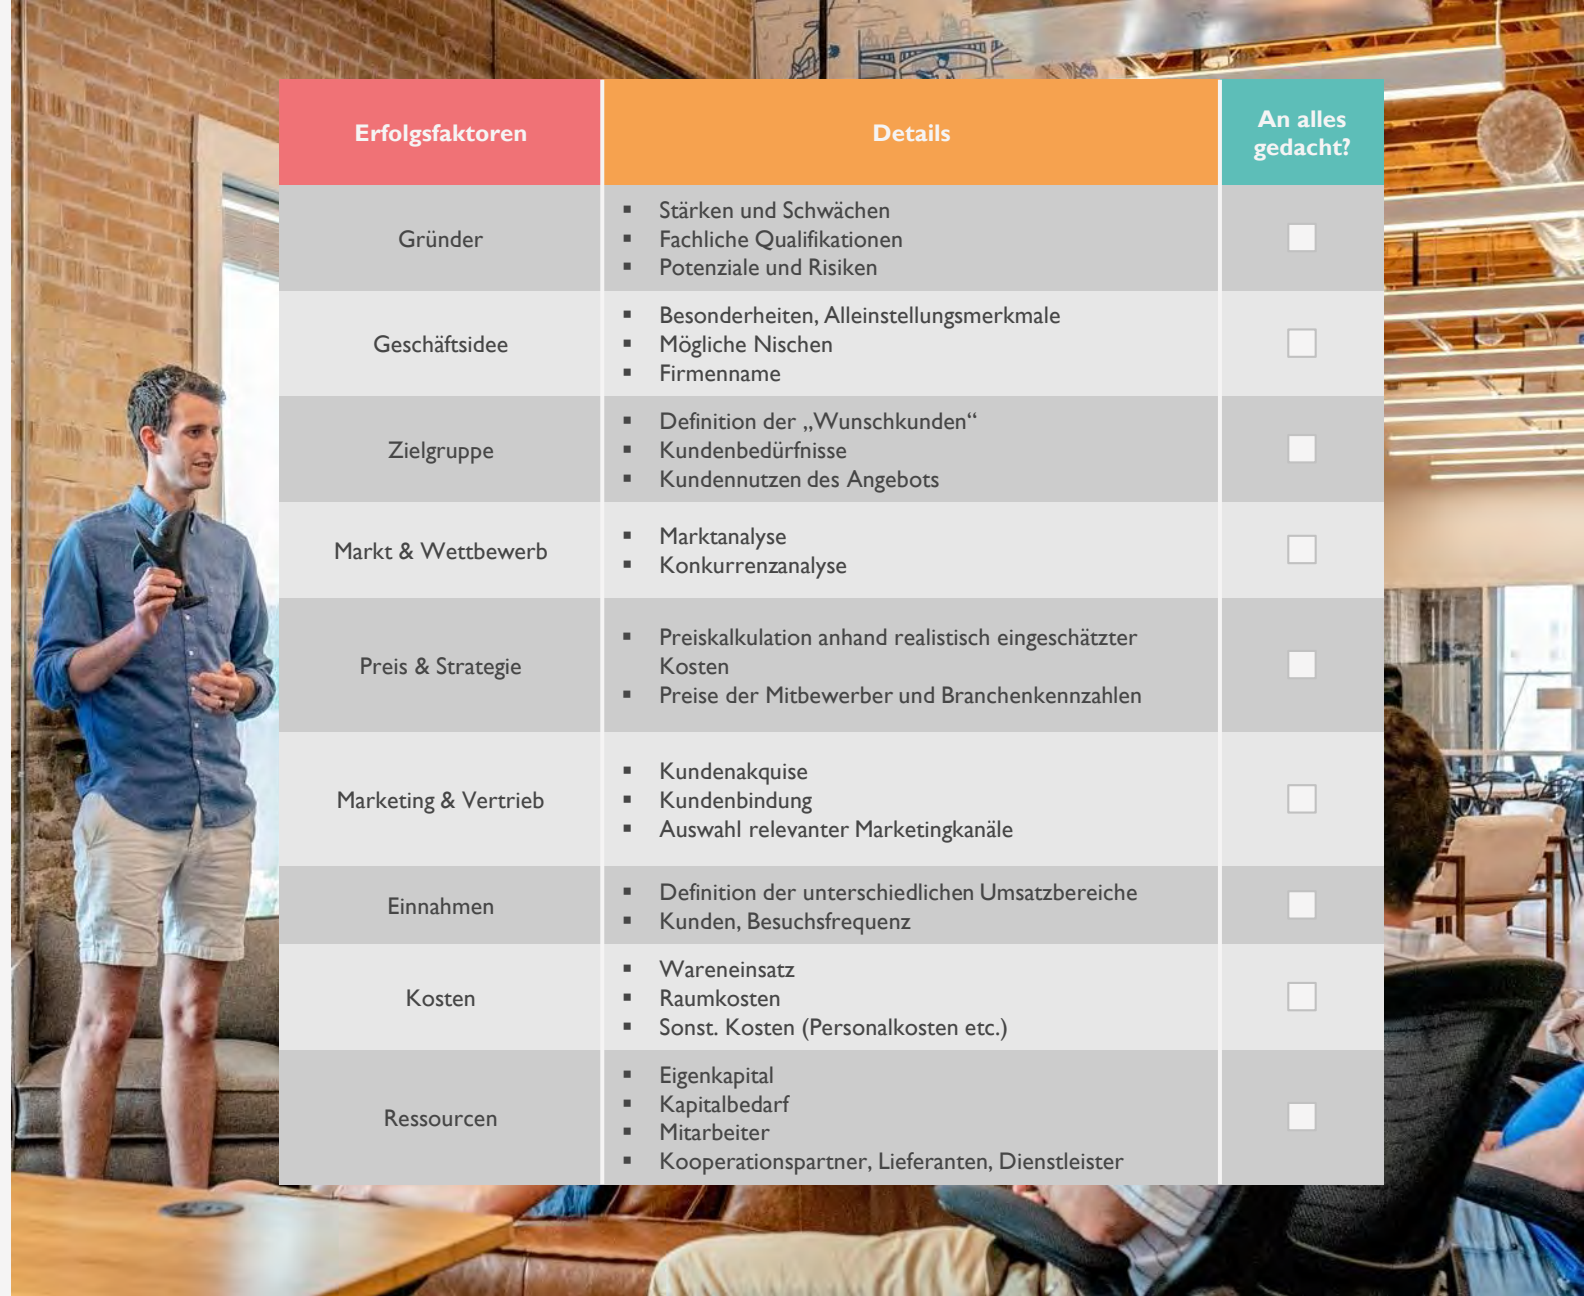 Erfolgsfaktoren
Details
An alles
gedacht?
Gründer
▪ Stärken und Schwächen
▪ Fachliche Qualifikationen
▪ Potenziale und Risiken
Geschäftsidee
▪ Besonderheiten, Alleinstellungsmerkmale
▪ Mögliche Nischen
▪ Firmenname
Zielgruppe
▪ Definition der „Wunschkunden“
▪ Kundenbedürfnisse
▪ Kundennutzen des Angebots
Markt & Wettbewerb
▪ Marktanalyse
▪ Konkurrenzanalyse
Preis & Strategie
▪ Preiskalkulation anhand realistisch eingeschätzter
Kosten
▪ Preise der Mitbewerber und Branchenkennzahlen
Marketing & Vertrieb
▪ Kundenakquise
▪ Kundenbindung
▪ Auswahl relevanter Marketingkanäle
Einnahmen
▪ Definition der unterschiedlichen Umsatzbereiche
▪ Kunden, Besuchsfrequenz
Kosten
▪ Wareneinsatz
▪ Raumkosten
▪ Sonst. Kosten (Personalkosten etc.)
Ressourcen
▪ Eigenkapital
▪ Kapitalbedarf
▪ Mitarbeiter
▪ Kooperationspartner, Lieferanten, Dienstleister